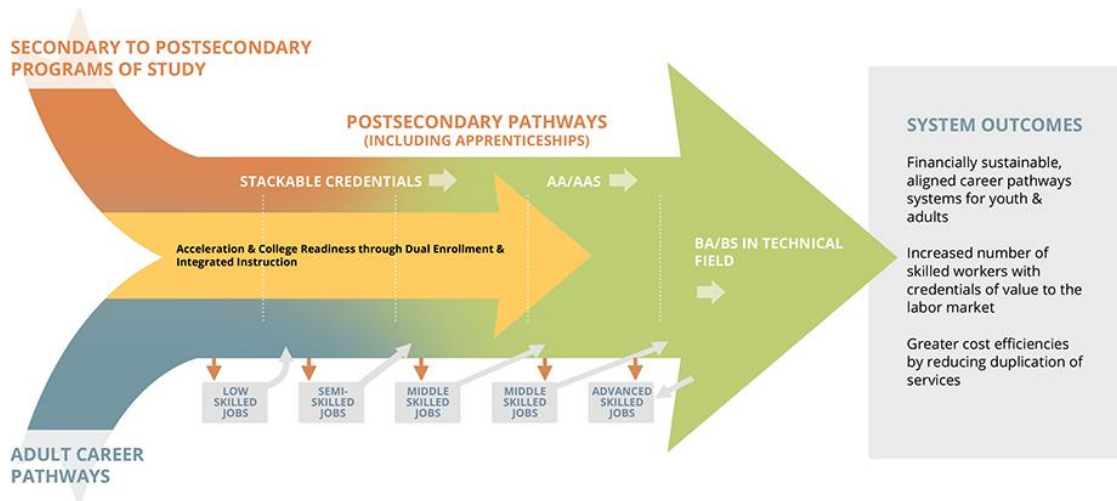 SECONDARY TO POSTSECONDARY
PROGRAMS OF STUDY
POSTSECONDARY PATHWAYS
(INCLUDING APPRENTICESHIPS)
STACKABLE CREDENTIALS
AA/AAS
Acceleration & College Readiness through Dual Enrollment &
Integrated Instruction
BA/BS IN TECHNICAL
FIELD
LOW
SKILLED
JOBS
SEMI-
SKILLED
JOBS
MIDDLE
SKILLED
JOBS
MIDDLE
SKILLED
JOBS
ADVANCED
SKILLED
JOBS
ADULT CAREER
PATHWAYS
SYSTEM OUTCOMES
Financially sustainable,
aligned career pathways
systems for youth &
adults
Increased number of
skilled workers with
credentials of value to the
labor market
Greater cost efficiencies
by reducing duplication of
services